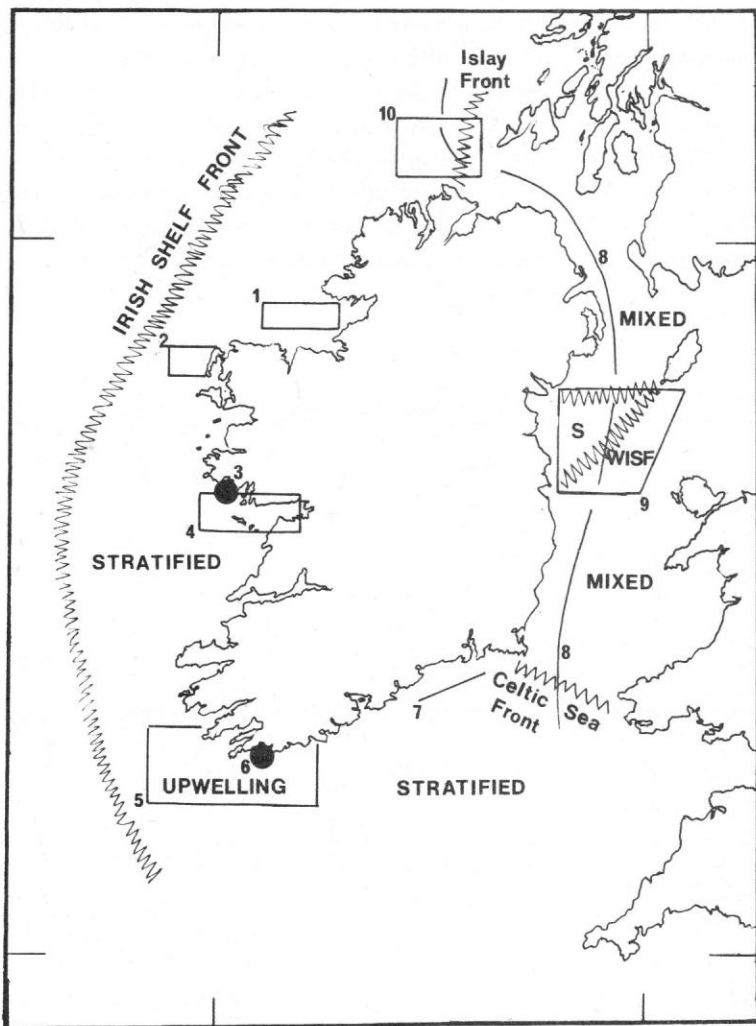 Islay
Front
10
IRISH SHELF FRONT
8
1
MIXED
2
S
WISF
3
4
9
STRATIFIED
MIXED
8
Celtic Sea
Front
7
6
UPWELLING
STRATIFIED
5